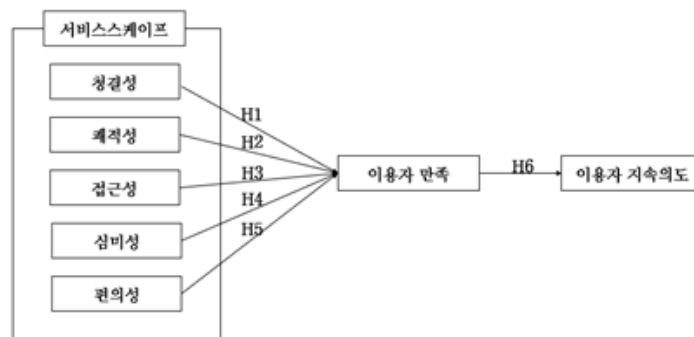 서비스스케이프
청결성
쾌적성
접근성
심미성
편의성
H1
H2
H3
H4
H5
이용자 만족
H6
이용자 지속의도